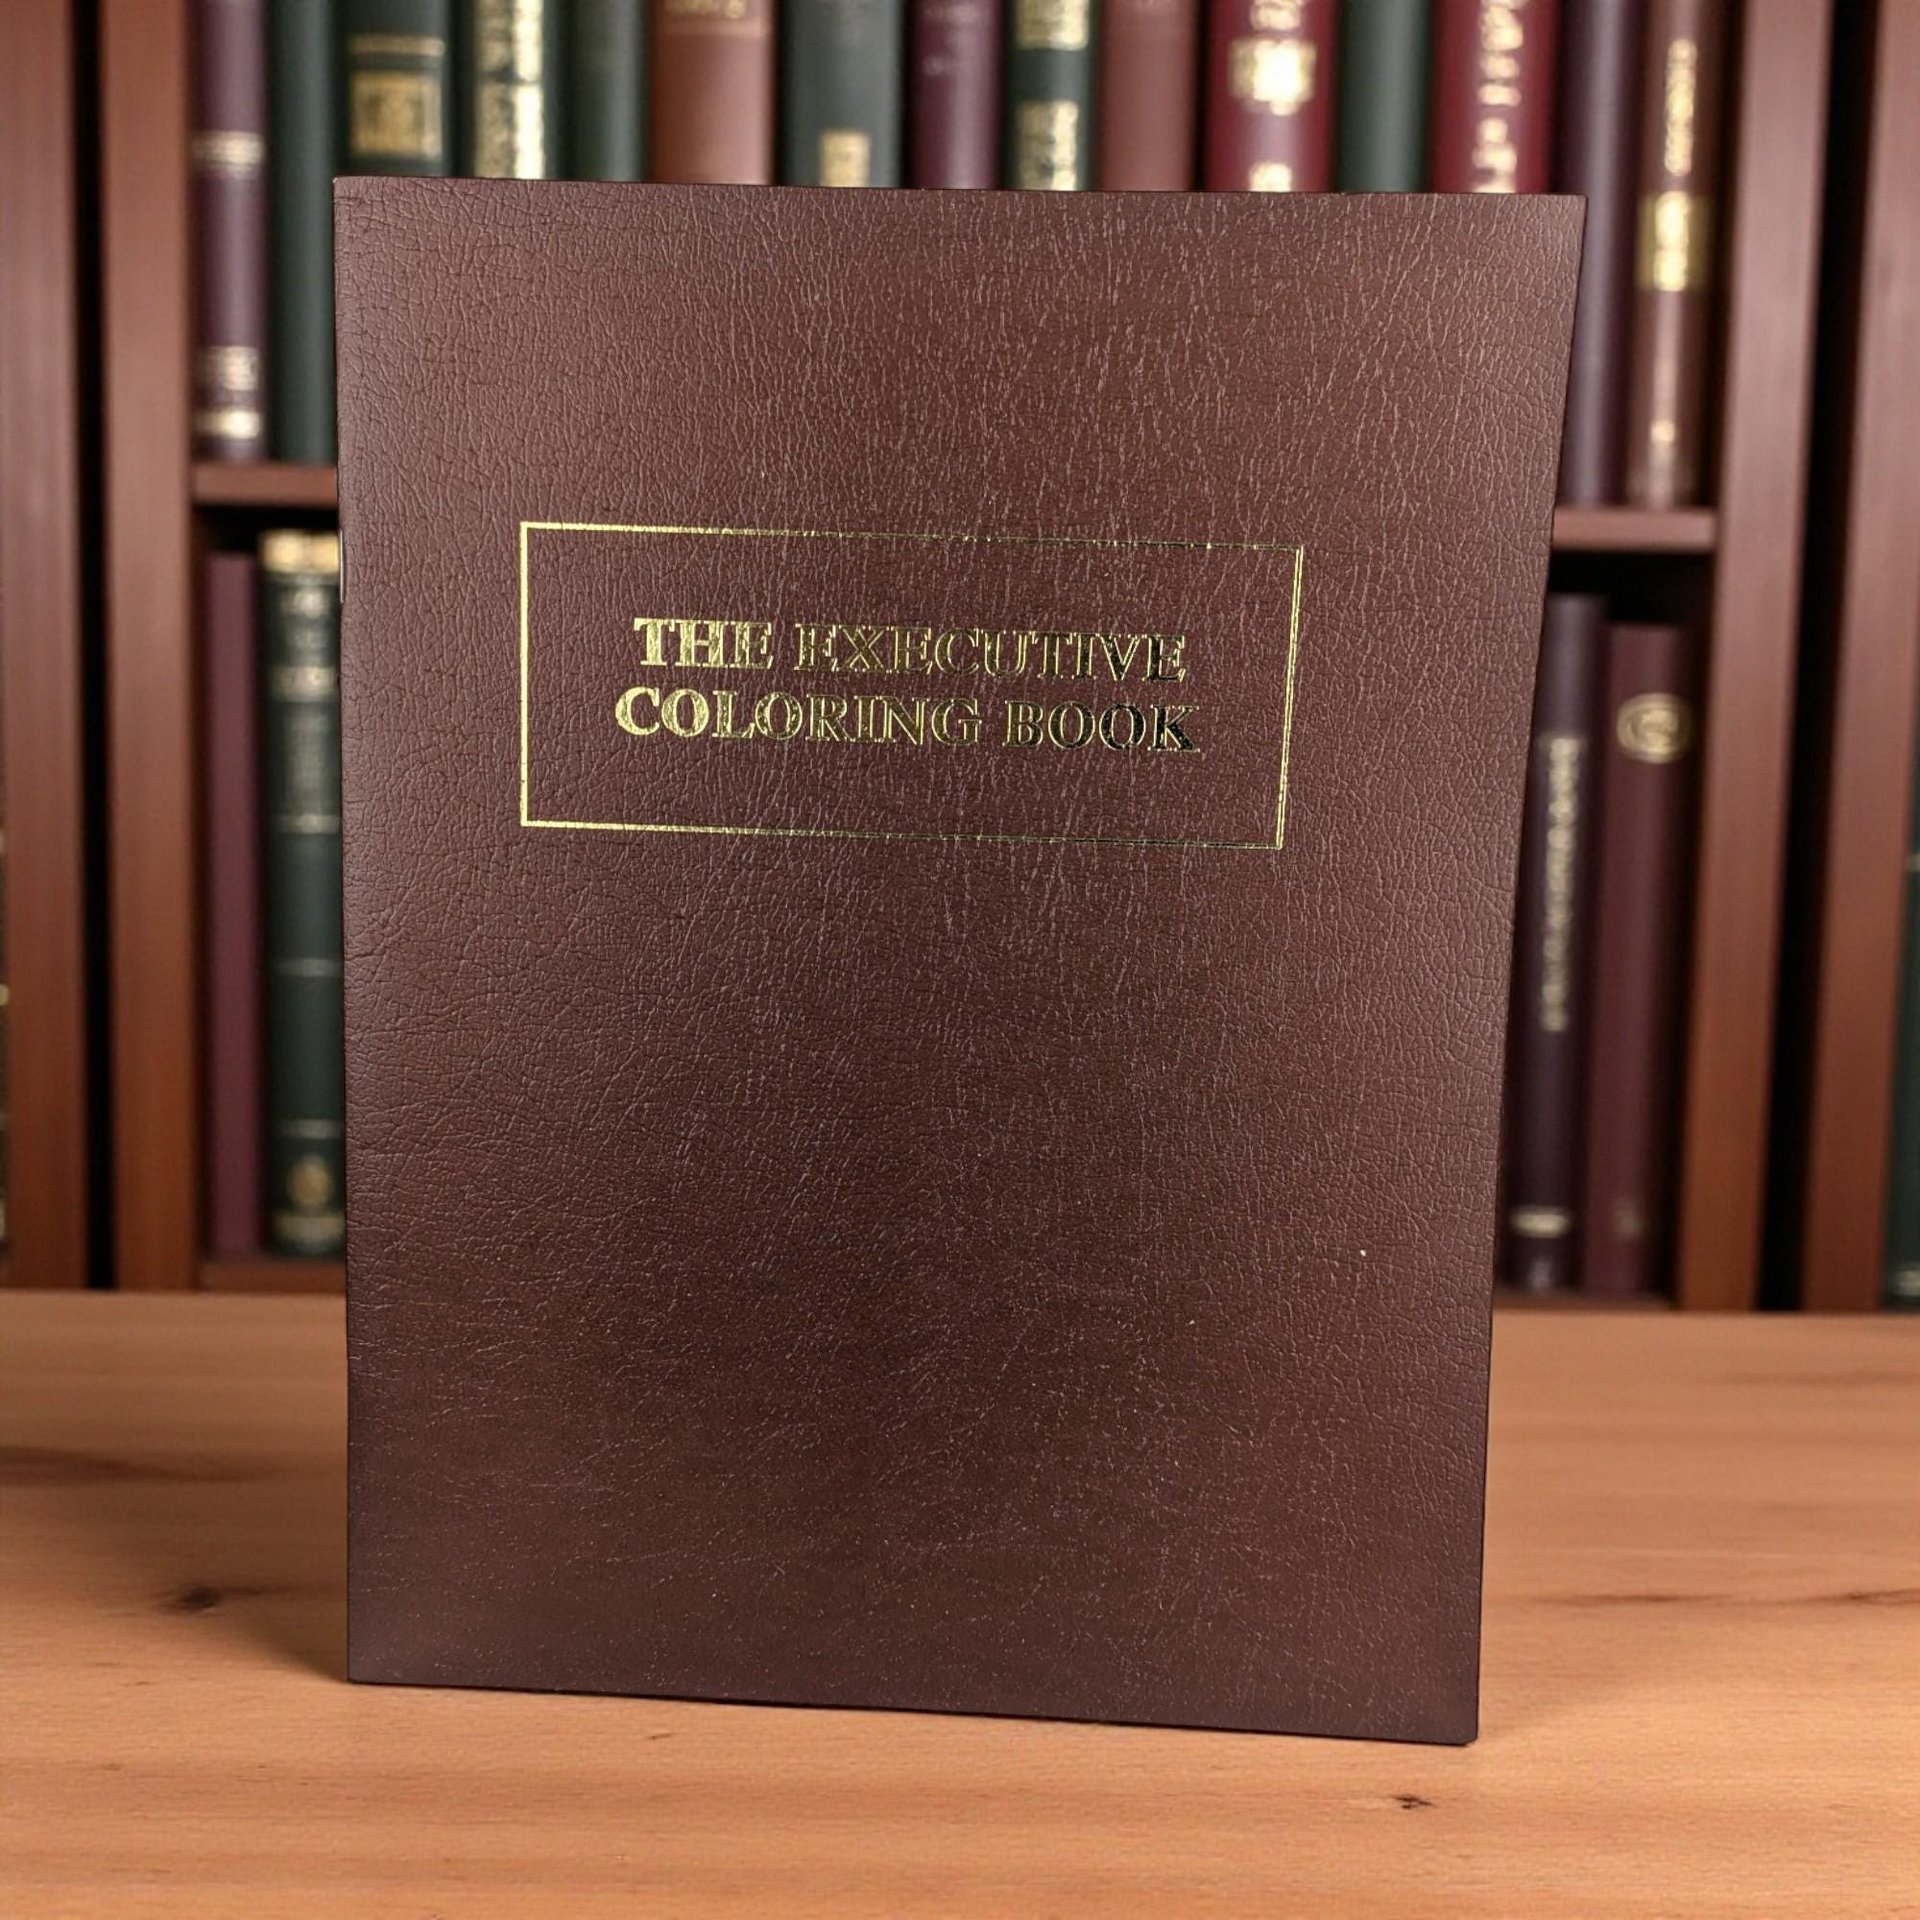 THE EXECUTIVE
COLORING BOOK